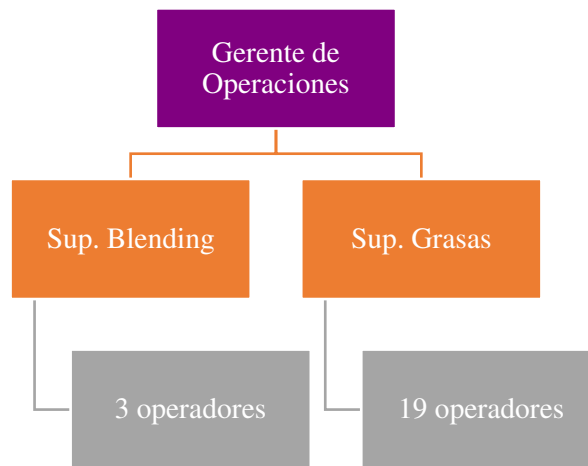 Gerente de
Operaciones
Sup. Blending
Sup. Grasas
3 operadores
19 operadores